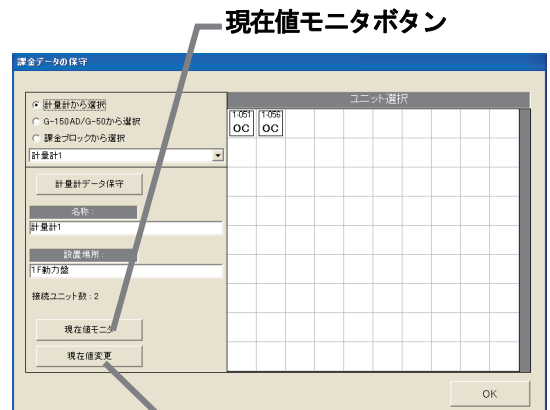 現在値モニタボタン
課金データの保守
計量計から選択
G-150AD/G-50から選択
課金ブロックから選択
計量計1
計量計データ保守
名称:
計量計1
設置場所:
1F動力盤
接続ユニット数:2
現在値モニタ
現在値変更
ユニット選択
1-051 1-056
OC OC
OK